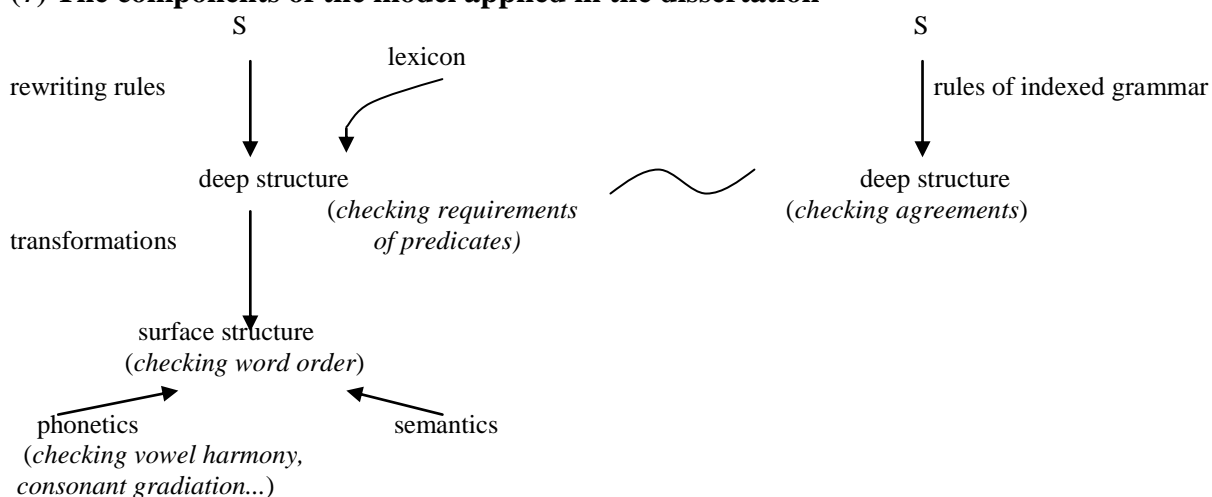 (7) The components of the model applied in the dissertation
S S
lexicon
rewriting rules rules of indexed grammar
deep structure deep structure
(checking requirements (checking agreements)
of predicates)
transformations
surface structure
(checking word order)
phonetics semantics
(checking vowel harmony,
consonant gradiation...)